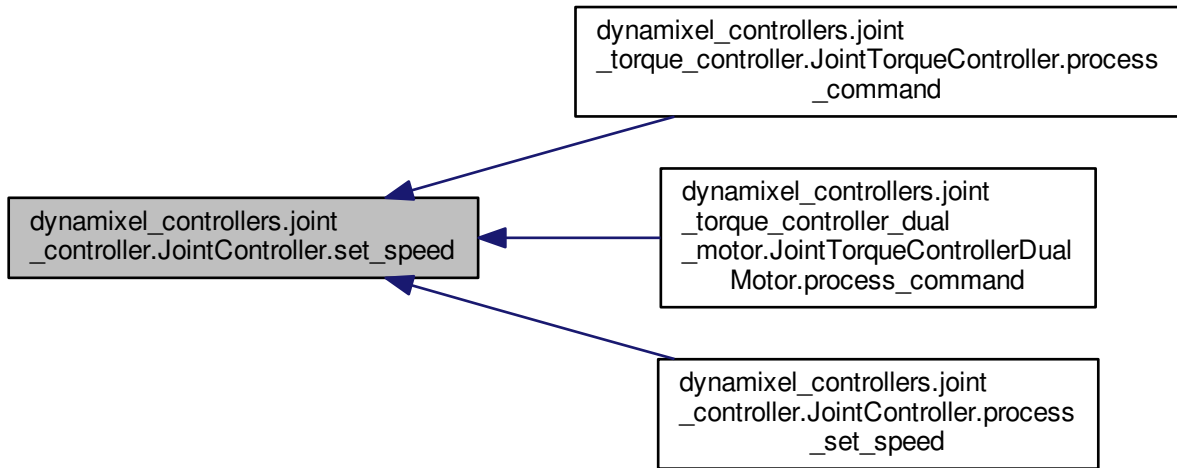 dynamixel_controllers.joint
_torque_controller.JointTorqueController.process
_command
dynamixel_controllers.joint
_controller.JointController.set_speed
dynamixel_controllers.joint
_torque_controller_dual
_motor.JointTorqueControllerDual
Motor.process_command
dynamixel_controllers.joint
_controller.JointController.process
_set_speed